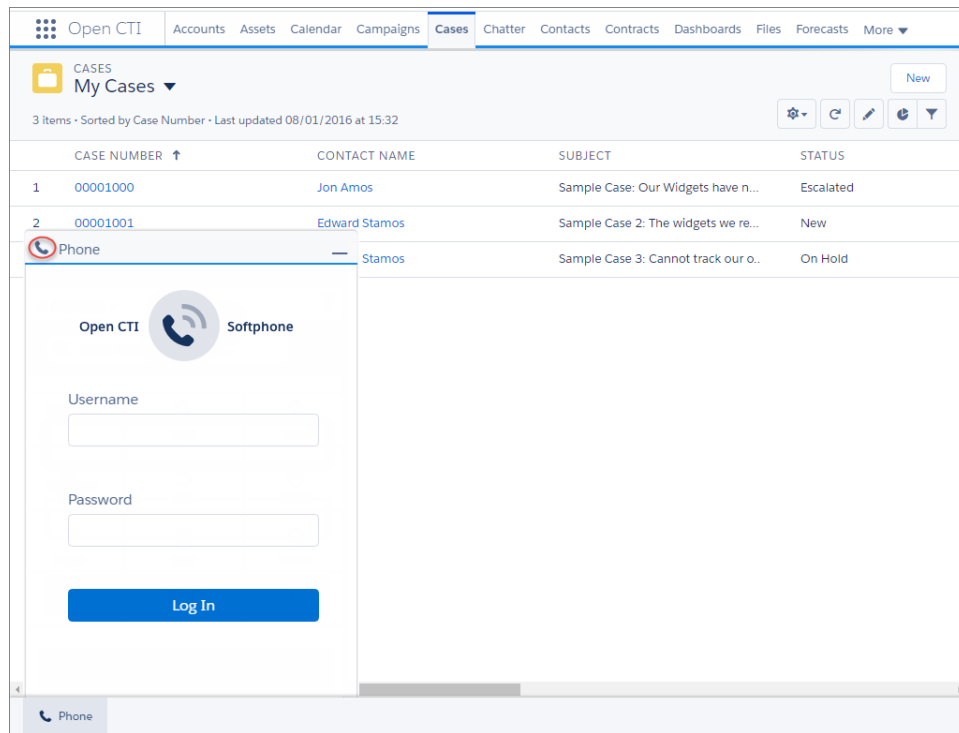 Open CTI Accounts Assets Calendar Campaigns Cases Chatter Contacts Contracts Dashboards Files Forecasts More
CASES
My Cases
New
3 items • Sorted by Case Number • Last updated 08/01/2016 at 15:32
CASE NUMBER CONTACT NAME SUBJECT STATUS
1 00001000 Jon Amos Sample Case: Our Widgets have n... Escalated
2 00001001 Edward Stamos Sample Case 2: The widgets we re... New
Stamos Sample Case 3: Cannot track our o.. On Hold
Phone
Open CTI Softphone
Username
Password
Log In
Phone